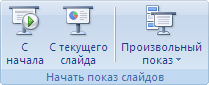 С начала
С текущего слайда
Произвольный показ
Начать показ слайдов